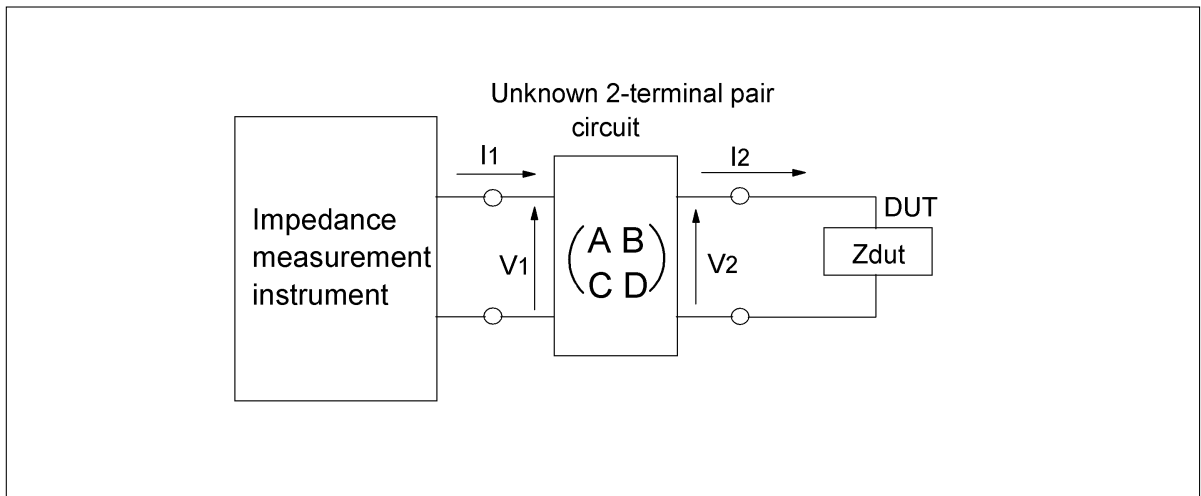 Unknown 2-terminal pair
circuit
I1
I2
DUT
Impedance
measurement
instrument
V1
A B
C D
V2
Zdut